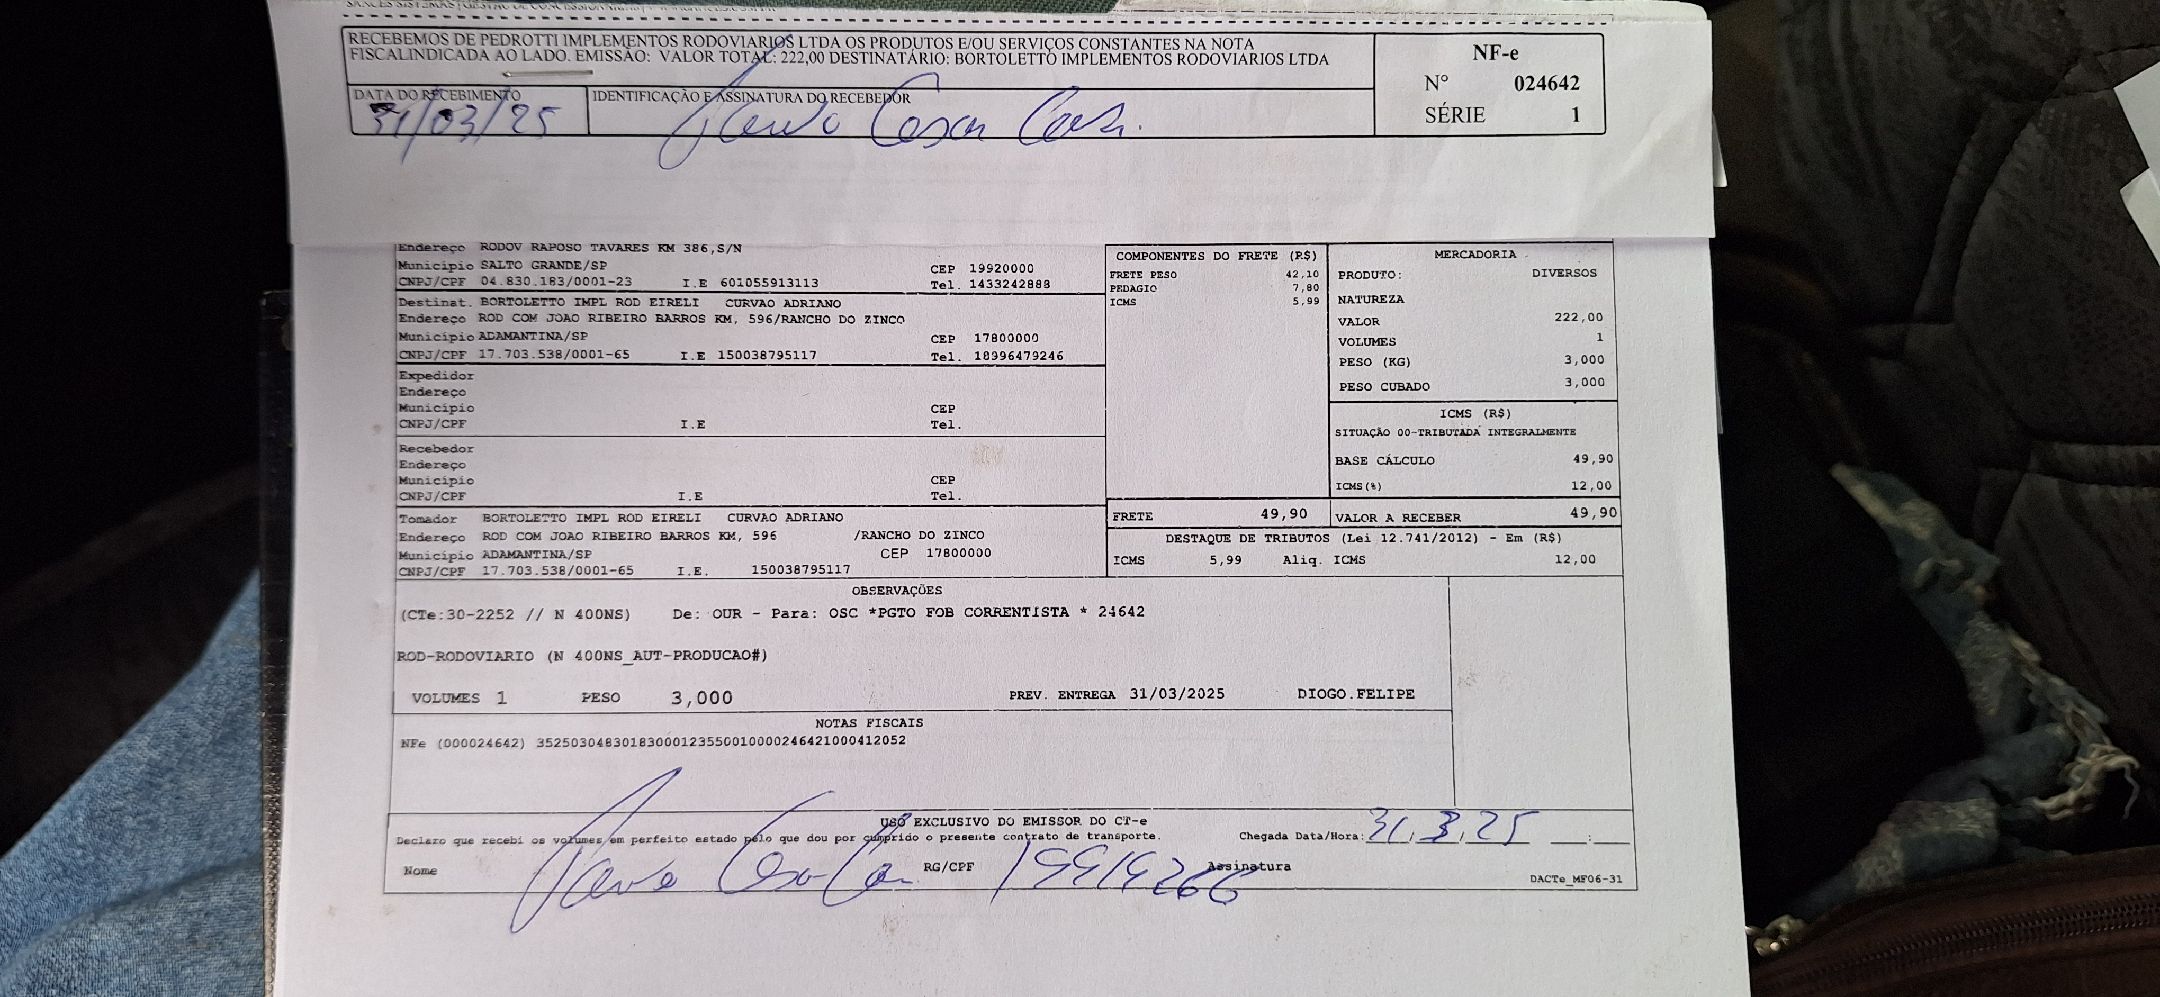 RECEBEMOS DE PEDROTTI IMPLEMENTOS RODOVIARIOS LTDA OS PRODUTOS E/OU SERVIÇOS CONSTANTES NA NOTA
FISCALINDICADA AO LADO. EMISSÃO: VALOR TOTAL: 222,00 DESTINATÁRIO: BORTOLETTO IMPLEMENTOS RODOVIARIOS LTDA
NF-e
N° 024642
SÉRIE 1
DATA DO RECEBIMENTO
31/03/25
IDENTIFICAÇÃO E ASSINATURA DO RECEBEDOR
Endereço RODOV RAPOSO TAVARES KM 386,S/N
Município SALTO GRANDE/SP CEP 19920000
CNPJ/CPF 04.830.183/0001-23 I.E 601055913113 Tel. 1433242888
Destinat. BORTOLETTO IMPL ROD EIRELI CURVAO ADRIANO
Endereço ROD COM JOAO RIBEIRO BARROS KM, 596/RANCHO DO ZINCO
Município ADAMANTINA/SP CEP 17800000
CNPJ/CPF 17.703.538/0001-65 I.E 150038795117 Tel. 18996479246
Expedidor
Endereço
Município CEP
CNPJ/CPF I.E Tel.
Recebedor
Endereço
Município CEP
CNPJ/CPF I.E Tel.
Tomador BORTOLETTO IMPL ROD EIRELI CURVAO ADRIANO
Endereço ROD COM JOAO RIBEIRO BARROS KM, 596 /RANCHO DO ZINCO
Município ADAMANTINA/SP CEP 17800000
CNPJ/CPF 17.703.538/0001-65 I.E. 150038795117
COMPONENTES DO FRETE (R$)
FRETE PESO 42,10
PEDAGIO 7,80
ICMS 5,99
FRETE 49,90
MERCADORIA
PRODUTO: DIVERSOS
NATUREZA
VALOR 222,00
VOLUMES 1
PESO (KG) 3,000
PESO CUBADO 3,000
ICMS (R$)
SITUAÇÃO 00-TRIBUTADA INTEGRALMENTE
BASE CÁLCULO 49,90
ICMS(%) 12,00
VALOR A RECEBER 49,90
DESTAQUE DE TRIBUTOS (Lei 12.741/2012) - Em (R$)
ICMS 5,99 Aliq. ICMS 12,00
OBSERVAÇÕES
(CTe:30-2252 // N 400NS) De: OUR - Para: OSC *PGTO FOB CORRENTISTA * 24642
ROD-RODOVIARIO (N 400NS_AUT-PRODUCAO#)
VOLUMES 1 PESO 3,000 PREV. ENTREGA 31/03/2025 DIOGO.FELIPE
NOTAS FISCAIS
NFe (000024642) 35250304830183000123550010000246421000412052
USO EXCLUSIVO DO EMISSOR DO CT-e
Declaro que recebi os volumes em perfeito estado pelo que dou por cumprido o presente contrato de transporte. Chegada Data/Hora: 31.3.25 __:__
Nome RG/CPF 19919266 Assinatura
DACTe_MF06-31